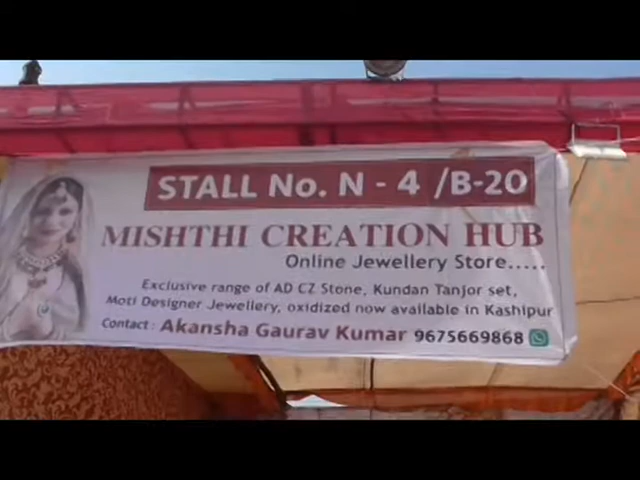 STALL No. N - 4 /B-20
MISHTHI CREATION HUB
Online Jewellery Store.....
Exclusive range of AD CZ Stone, Kundan Tanjor set,
Moti Designer Jewellery, oxidized now available in Kashipur
Contact : Akansha Gaurav Kumar 9675669868